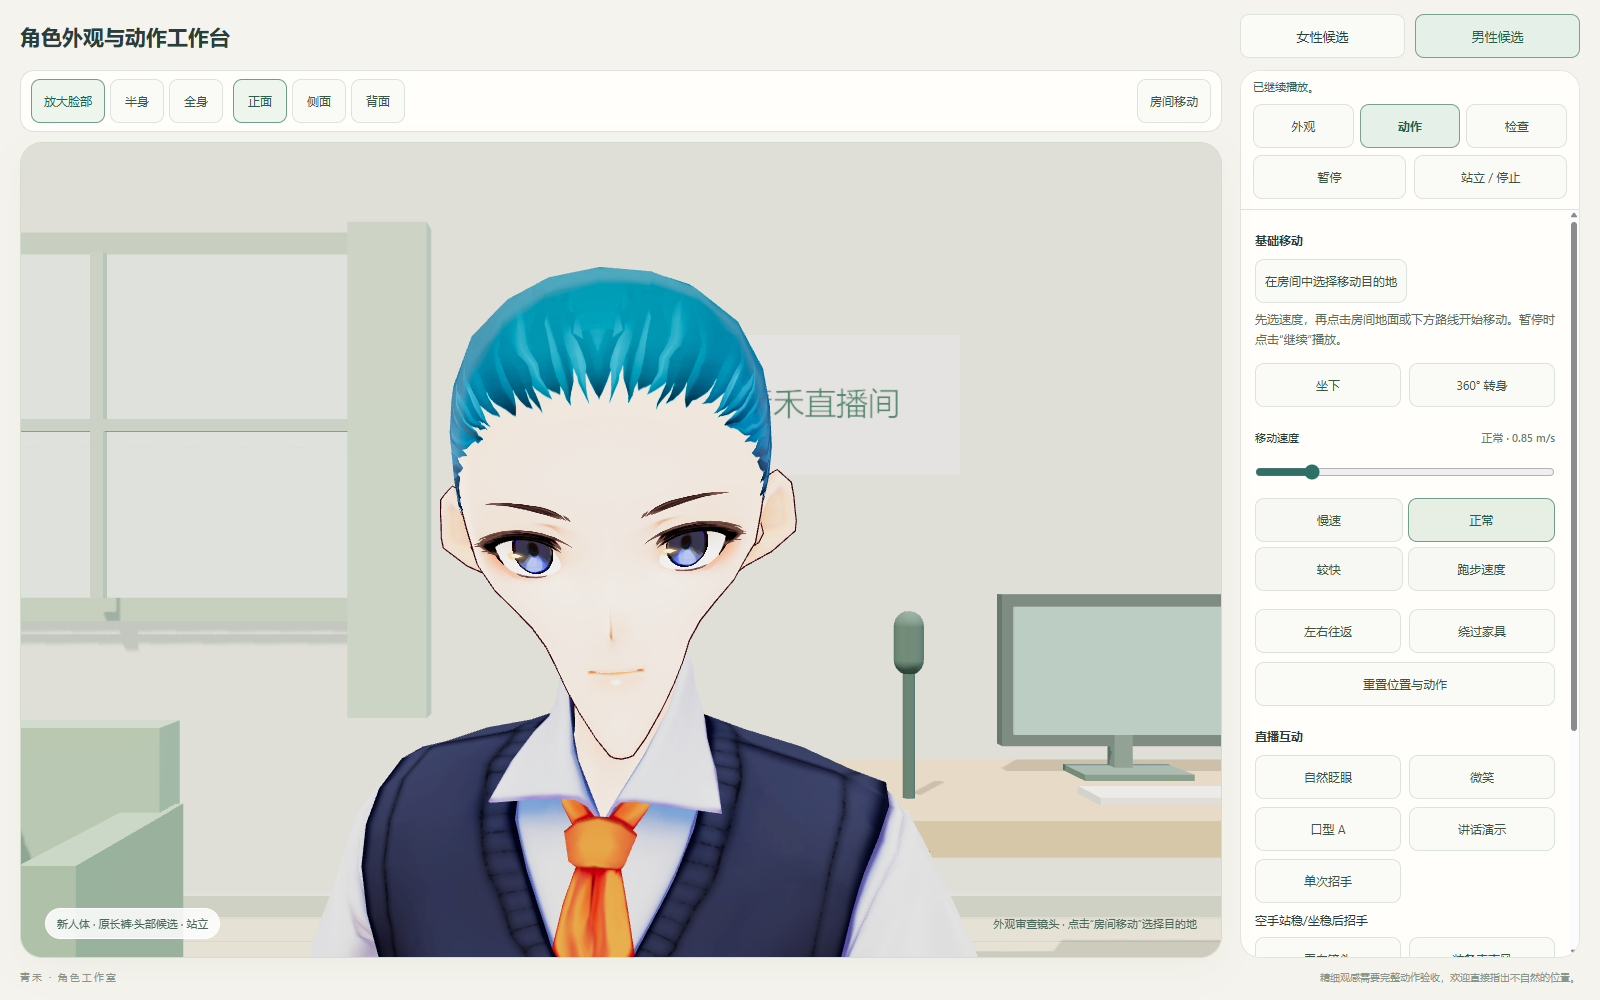 角色外观与动作工作台
女性候选
男性候选
放大脸部
半身
全身
正面
侧面
背面
房间移动
已继续播放。
外观
动作
检查
暂停
站立 / 停止
禾直播间
基础移动
在房间中选择移动目的地
先选速度，再点击房间地面或下方路线开始移动。暂停时
点击“继续”播放。
坐下
360° 转身
移动速度
正常 · 0.85 m/s
慢速
正常
较快
跑步速度
左右往返
绕过家具
重置位置与动作
直播互动
自然眨眼
微笑
口型 A
讲话演示
单次招手
空手站稳/坐稳后招手
新人体 · 原长裤头部候选 · 站立
外观审查镜头 · 点击“房间移动”选择目的地
青禾 · 角色工作室
精细观感需要完整动作验收，欢迎直接指出不自然的位置。